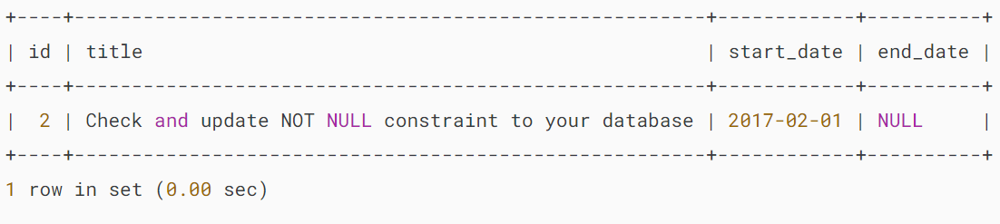 +----+-------------------------------------------------------+------------+----------+
| id | title                                                 | start_date | end_date |
+----+-------------------------------------------------------+------------+----------+
|  2 | Check and update NOT NULL constraint to your database | 2017-02-01 | NULL     |
+----+-------------------------------------------------------+------------+----------+
1 row in set (0.00 sec)